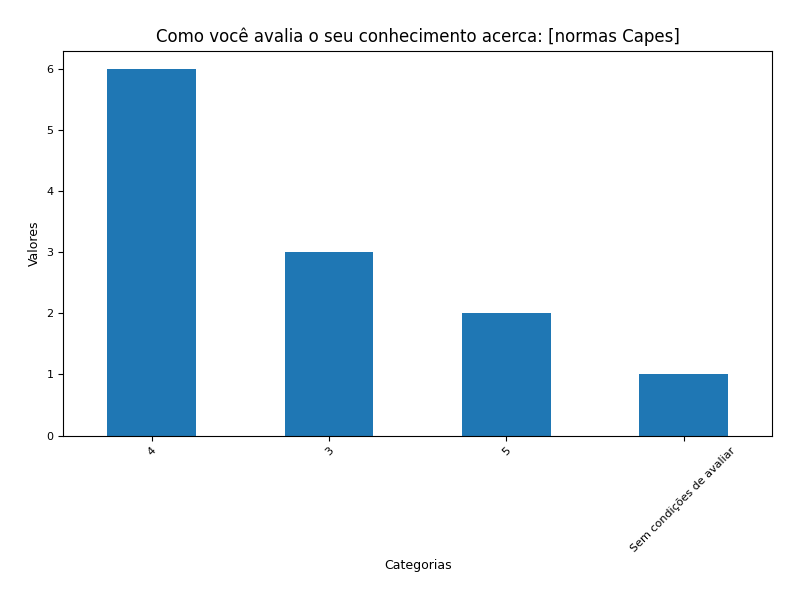 Como você avalia o seu conhecimento acerca: [normas Capes]
6
5
4
3
2
1
0
Valores
4
3
5
Sem condições de avaliar
Categorias